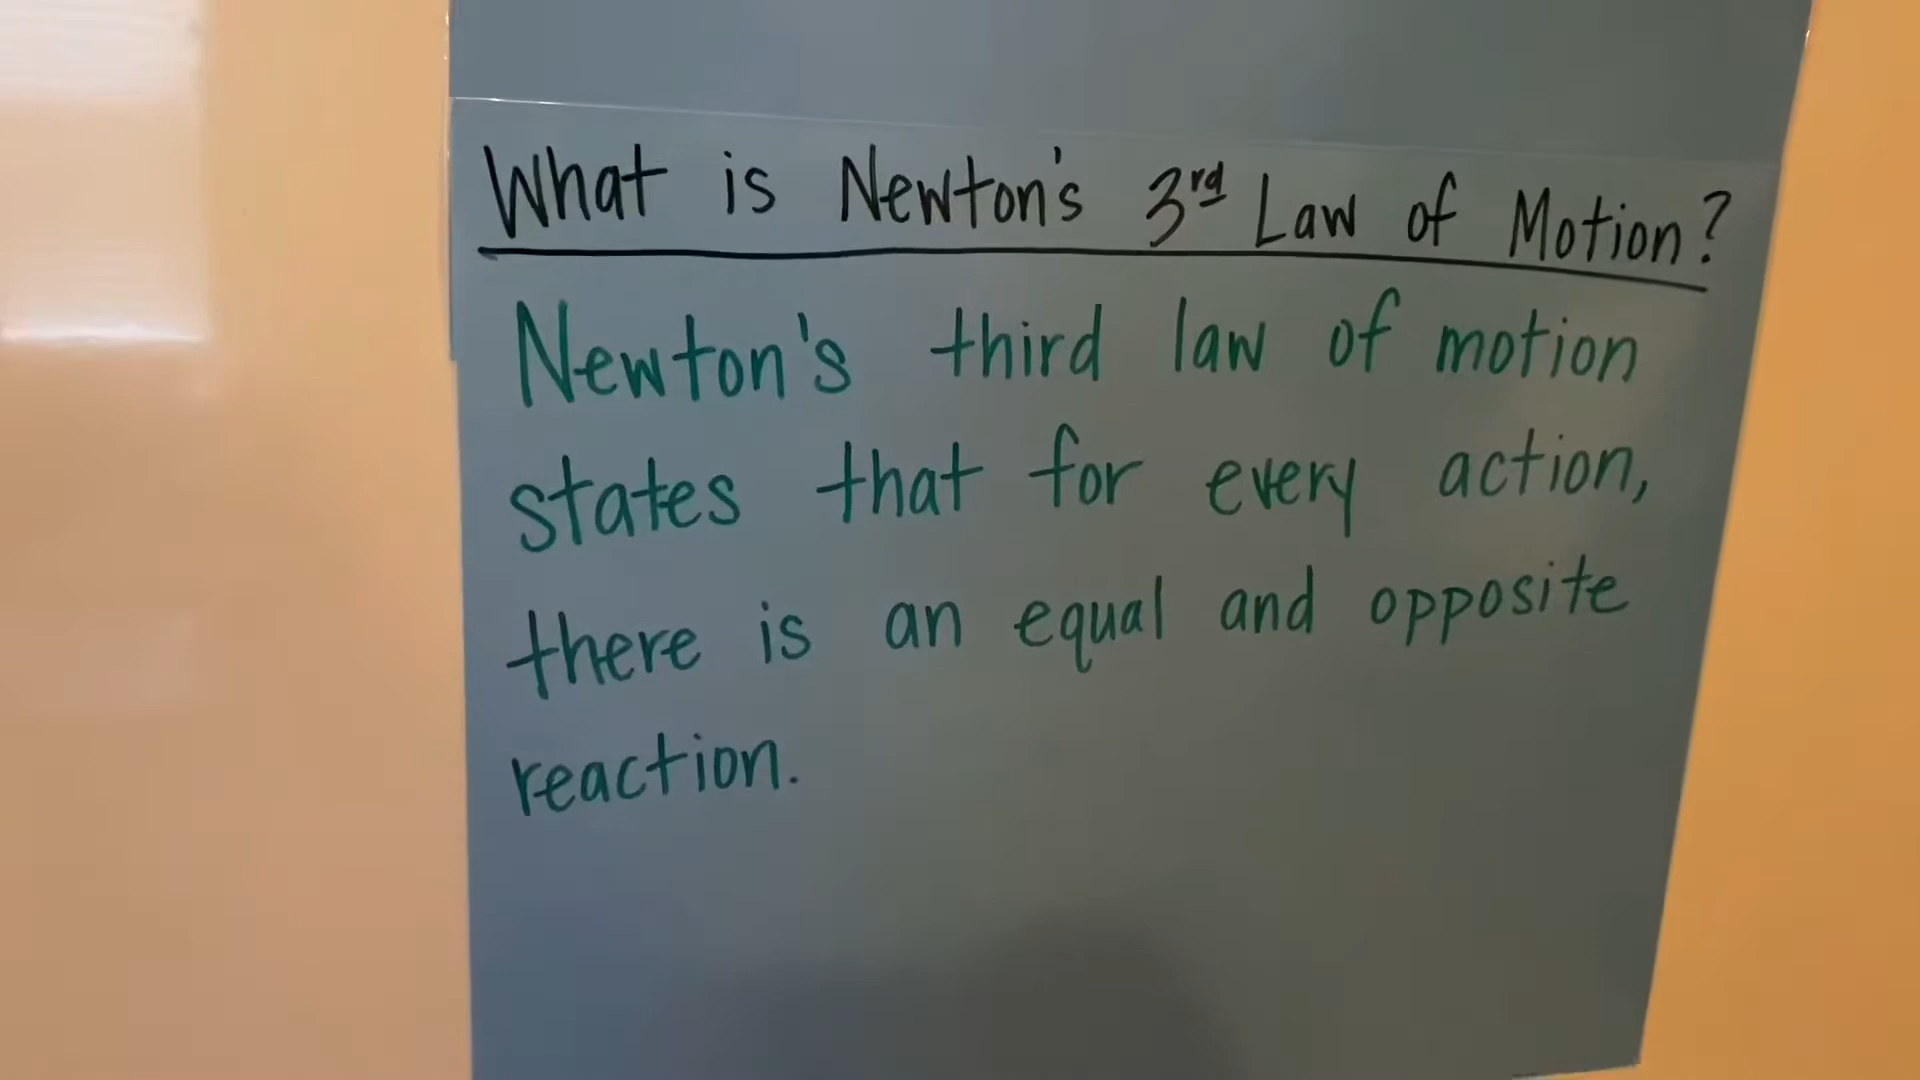 What is Newton's 3rd Law of Motion?
Newton's third law of motion
states that for every action,
there is an equal and opposite
reaction.